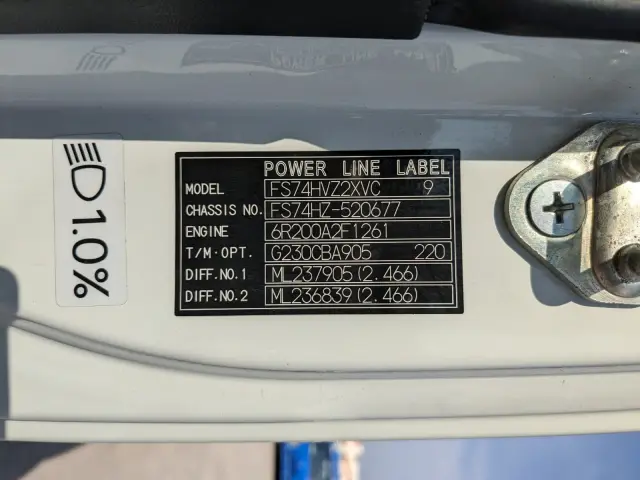 POWER LINE LABEL
MODEL FS74HVZ2XVC 9
CHASSIS NO. FS74HZ-520677
ENGINE 6R200A2F1261
T/M·OPT. G230CBA905 220
DIFF.NO.1 ML237905(2.466)
DIFF.NO.2 ML236839(2.466)
1.0%